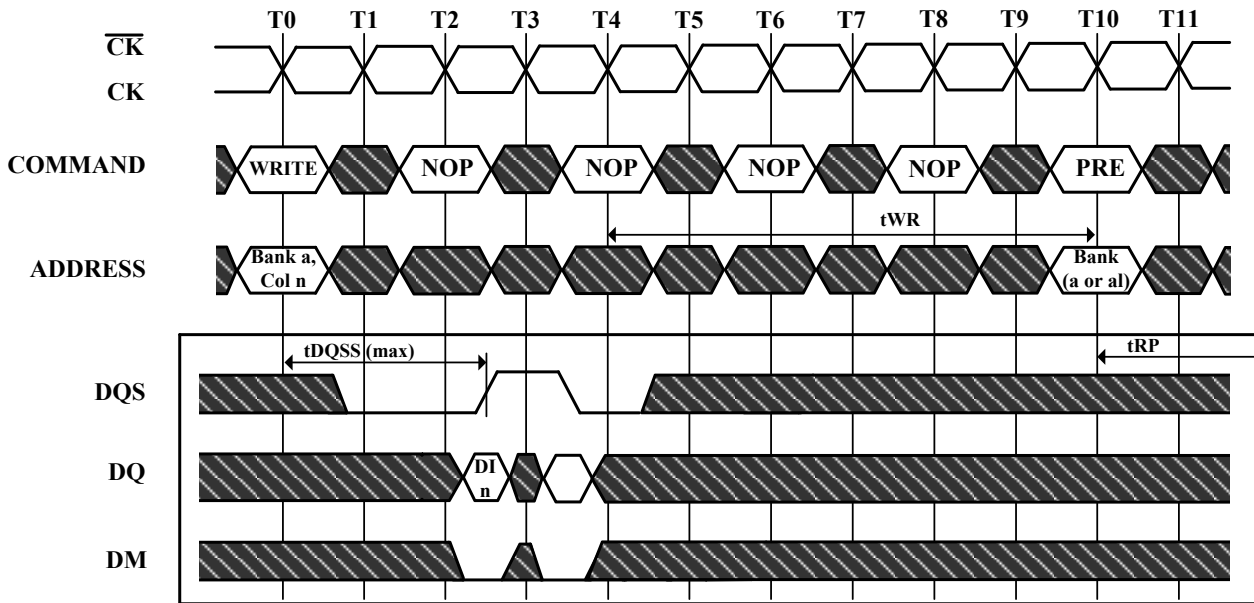 T0 T1 T2 T3 T4 T5 T6 T7 T8 T9 T10 T11
CK
CK
COMMAND WRITE NOP NOP NOP NOP PRE
tWR
ADDRESS
Bank a,
Col n
Bank
(a or al)
tDQSS (max)
tRP
DQS
DQ
DI
n
DM